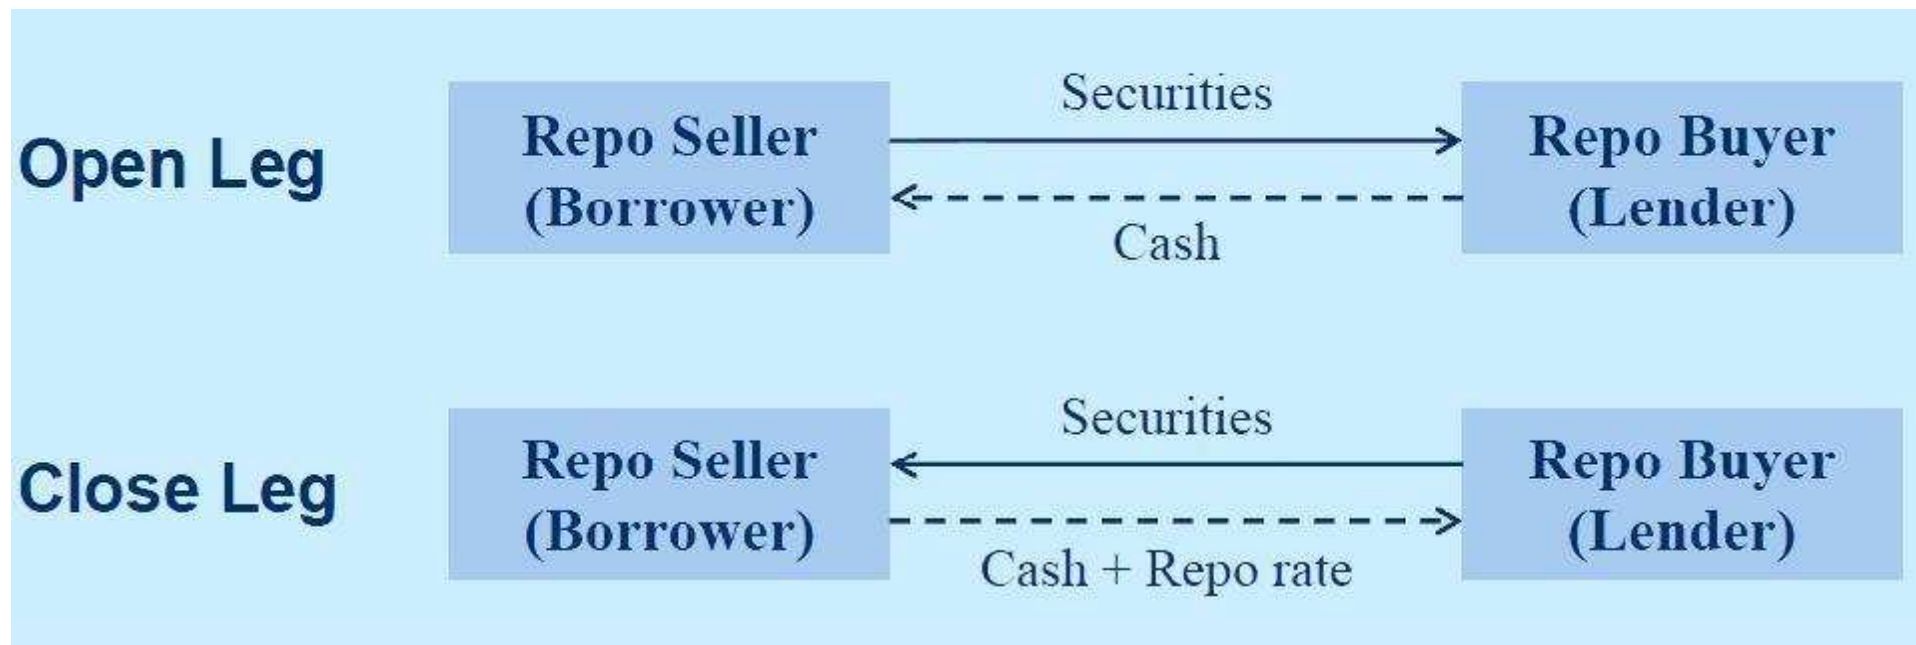 Securities
Open Leg
Repo Seller
(Borrower)
Repo Buyer
(Lender)
Cash
Securities
Close Leg
Repo Seller
(Borrower)
Repo Buyer
(Lender)
Cash + Repo rate